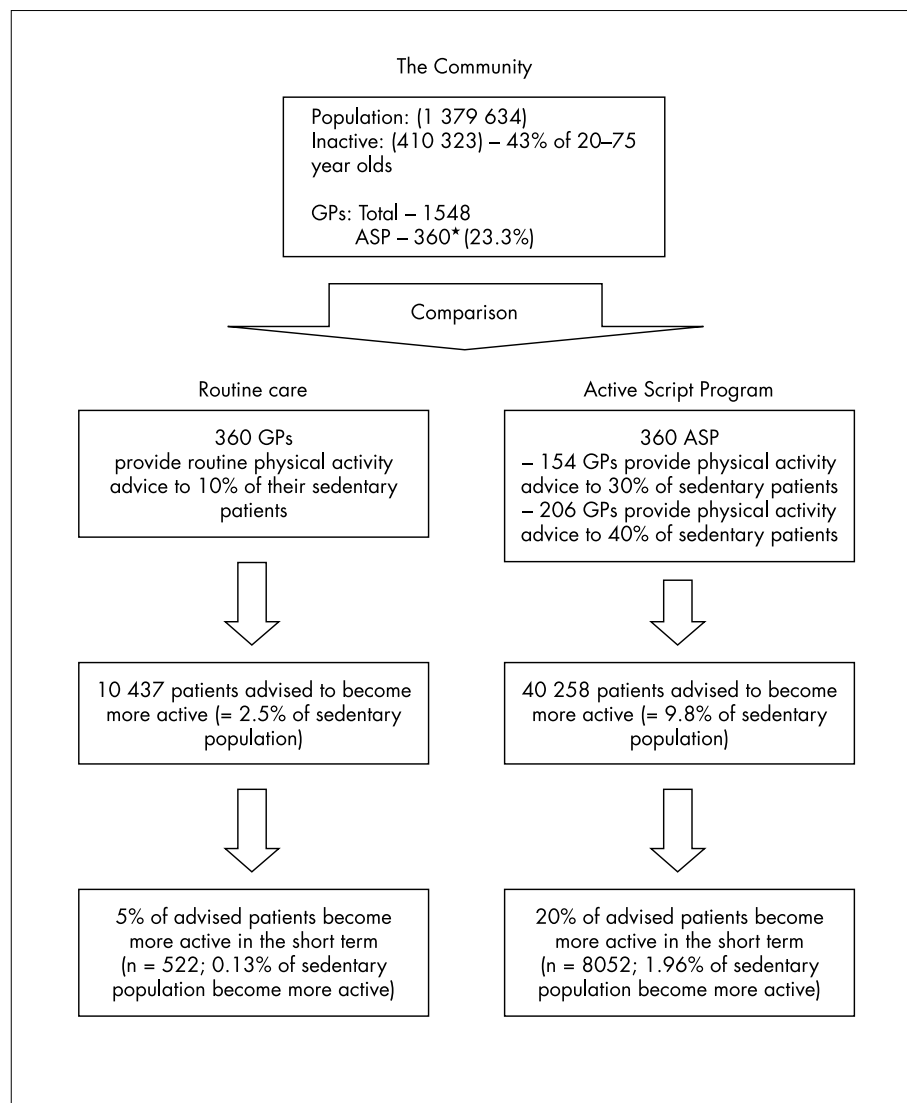 The Community
Population: (1 379 634)
Inactive: (410 323) – 43% of 20–75
year olds
GPs: Total – 1548
ASP – 360★ (23.3%)
Comparison
Routine care
360 GPs
provide routine physical activity
advice to 10% of their sedentary
patients
10 437 patients advised to become
more active (= 2.5% of sedentary
population)
5% of advised patients become
more active in the short term
(n = 522; 0.13% of sedentary
population become more active)
Active Script Program
360 ASP
– 154 GPs provide physical activity
advice to 30% of sedentary patients
– 206 GPs provide physical activity
advice to 40% of sedentary patients
40 258 patients advised to become
more active (= 9.8% of sedentary
population)
20% of advised patients become
more active in the short term
(n = 8052; 1.96% of sedentary
population become more active)